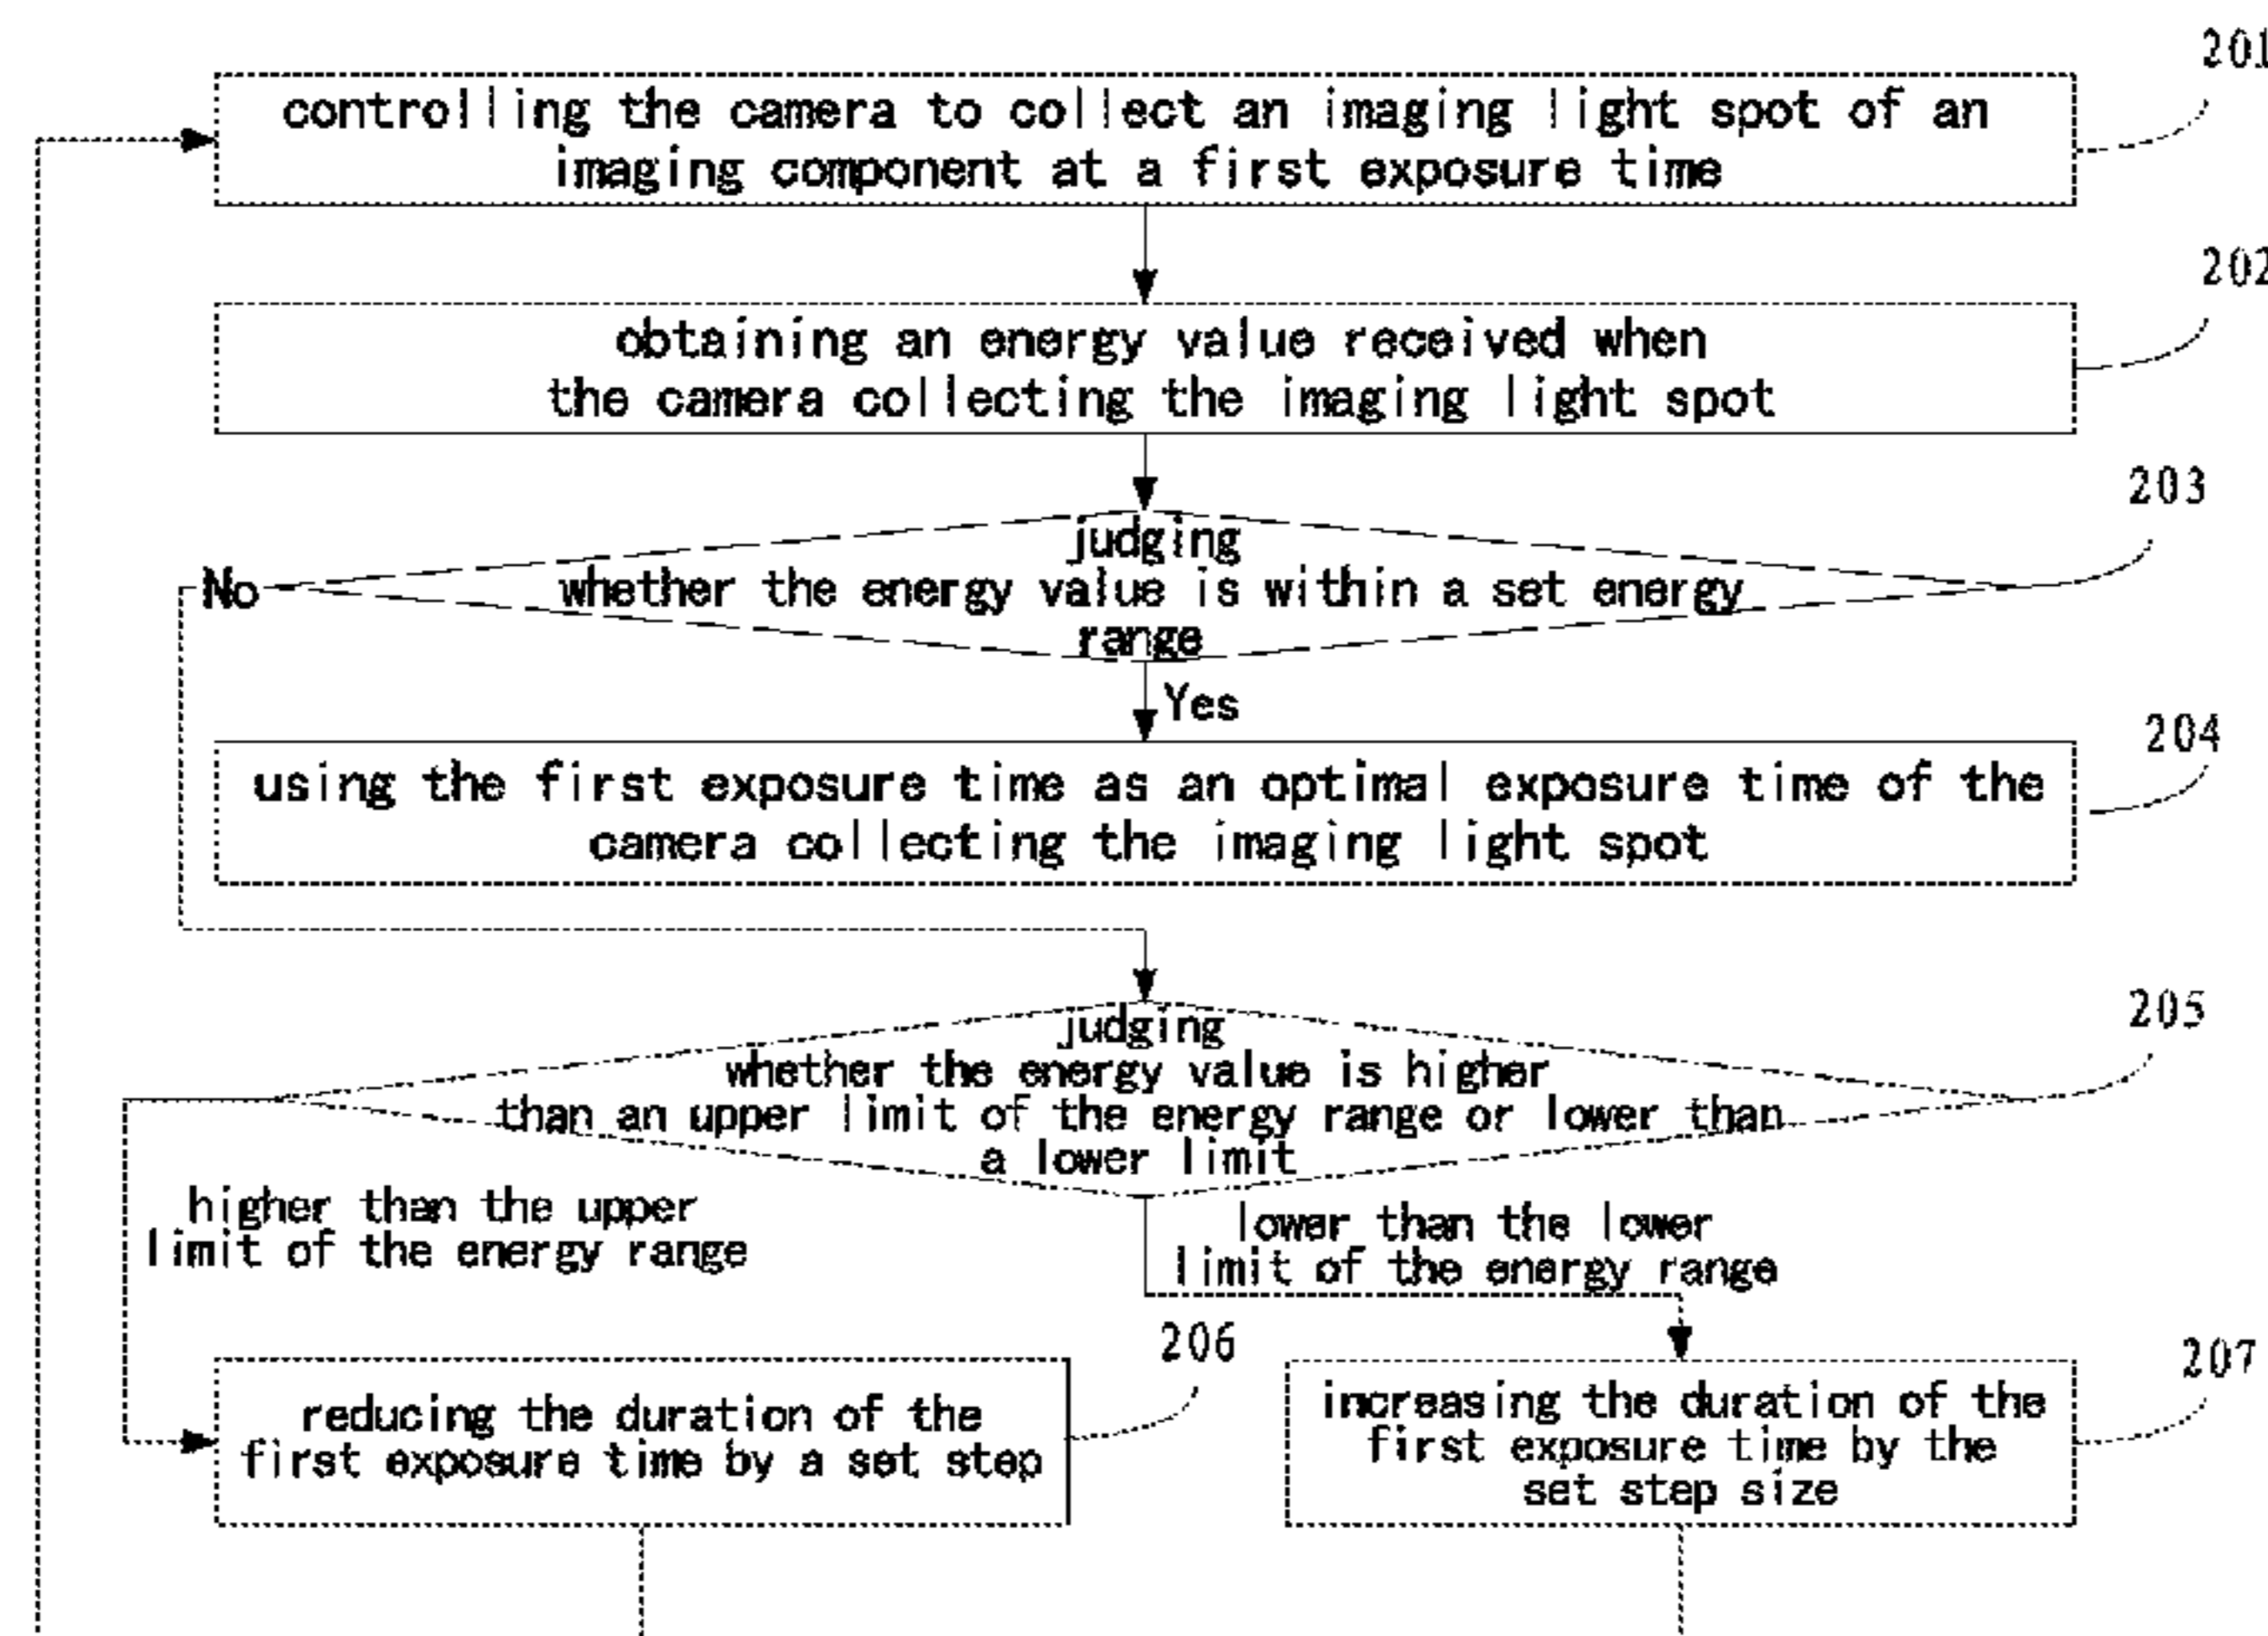 201
controlling the camera to collect an imaging light spot of an
imaging component at a first exposure time
202
obtaining an energy value received when
the camera collecting the imaging light spot
203
judging
whether the energy value is within a set energy
range
No
Yes
204
using the first exposure time as an optimal exposure time of the
camera collecting the imaging light spot
205
judging
whether the energy value is higher
than an upper limit of the energy range or lower than
a lower limit
higher than the upper
limit of the energy range
lower than the lower
limit of the energy range
206
reducing the duration of the
first exposure time by a set step
207
increasing the duration of the
first exposure time by the
set step size